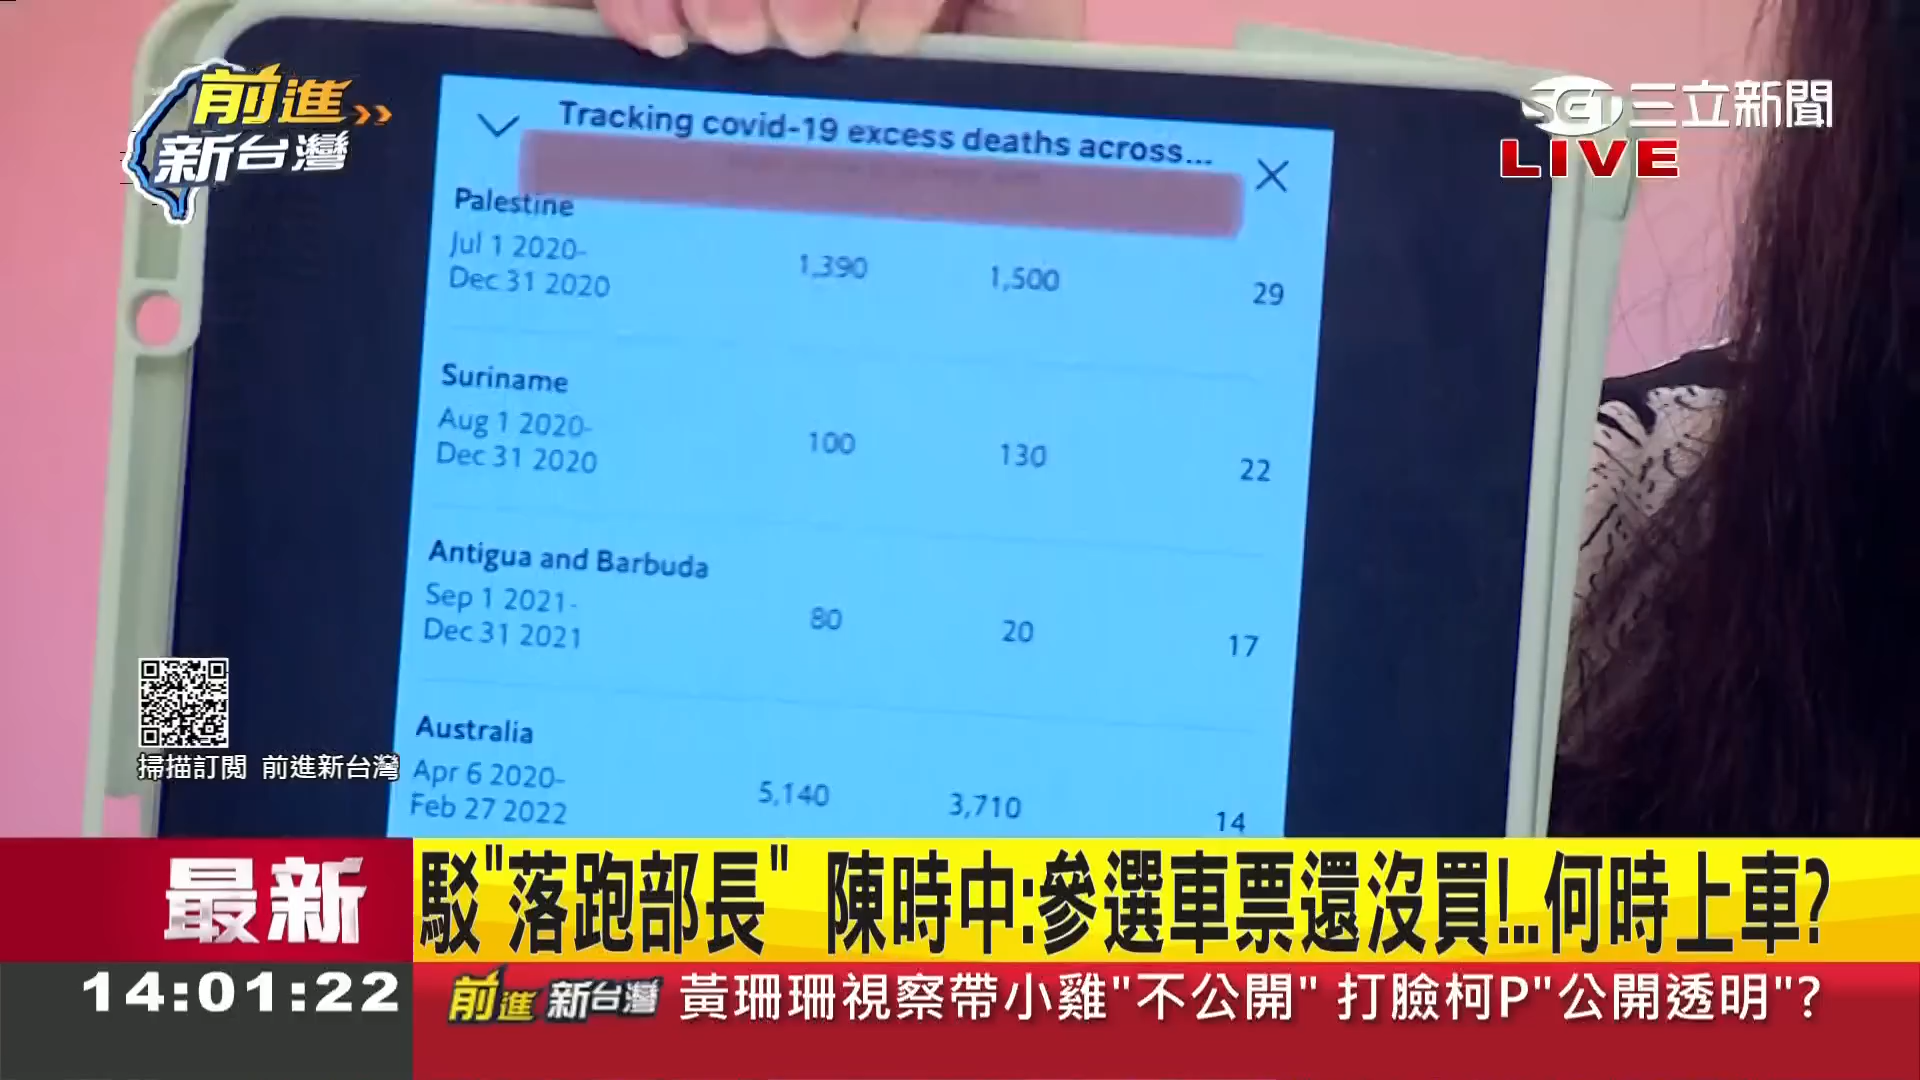 前進
新台灣
SET三立新聞
LIVE
Tracking covid-19 excess deaths across...
Palestine
Jul 1 2020-
Dec 31 2020
1,390
1,500
29
Suriname
Aug 1 2020-
Dec 31 2020
100
130
22
Antigua and Barbuda
Sep 1 2021-
Dec 31 2021
80
20
17
Australia
Apr 6 2020-
Feb 27 2022
5,140
3,710
14
掃描訂閱 前進新台灣
最新
駁"落跑部長" 陳時中:參選車票還沒買!...何時上車?
14:01:22
前進新台灣 黃珊珊視察帶小雞"不公開" 打臉柯P"公開透明"?